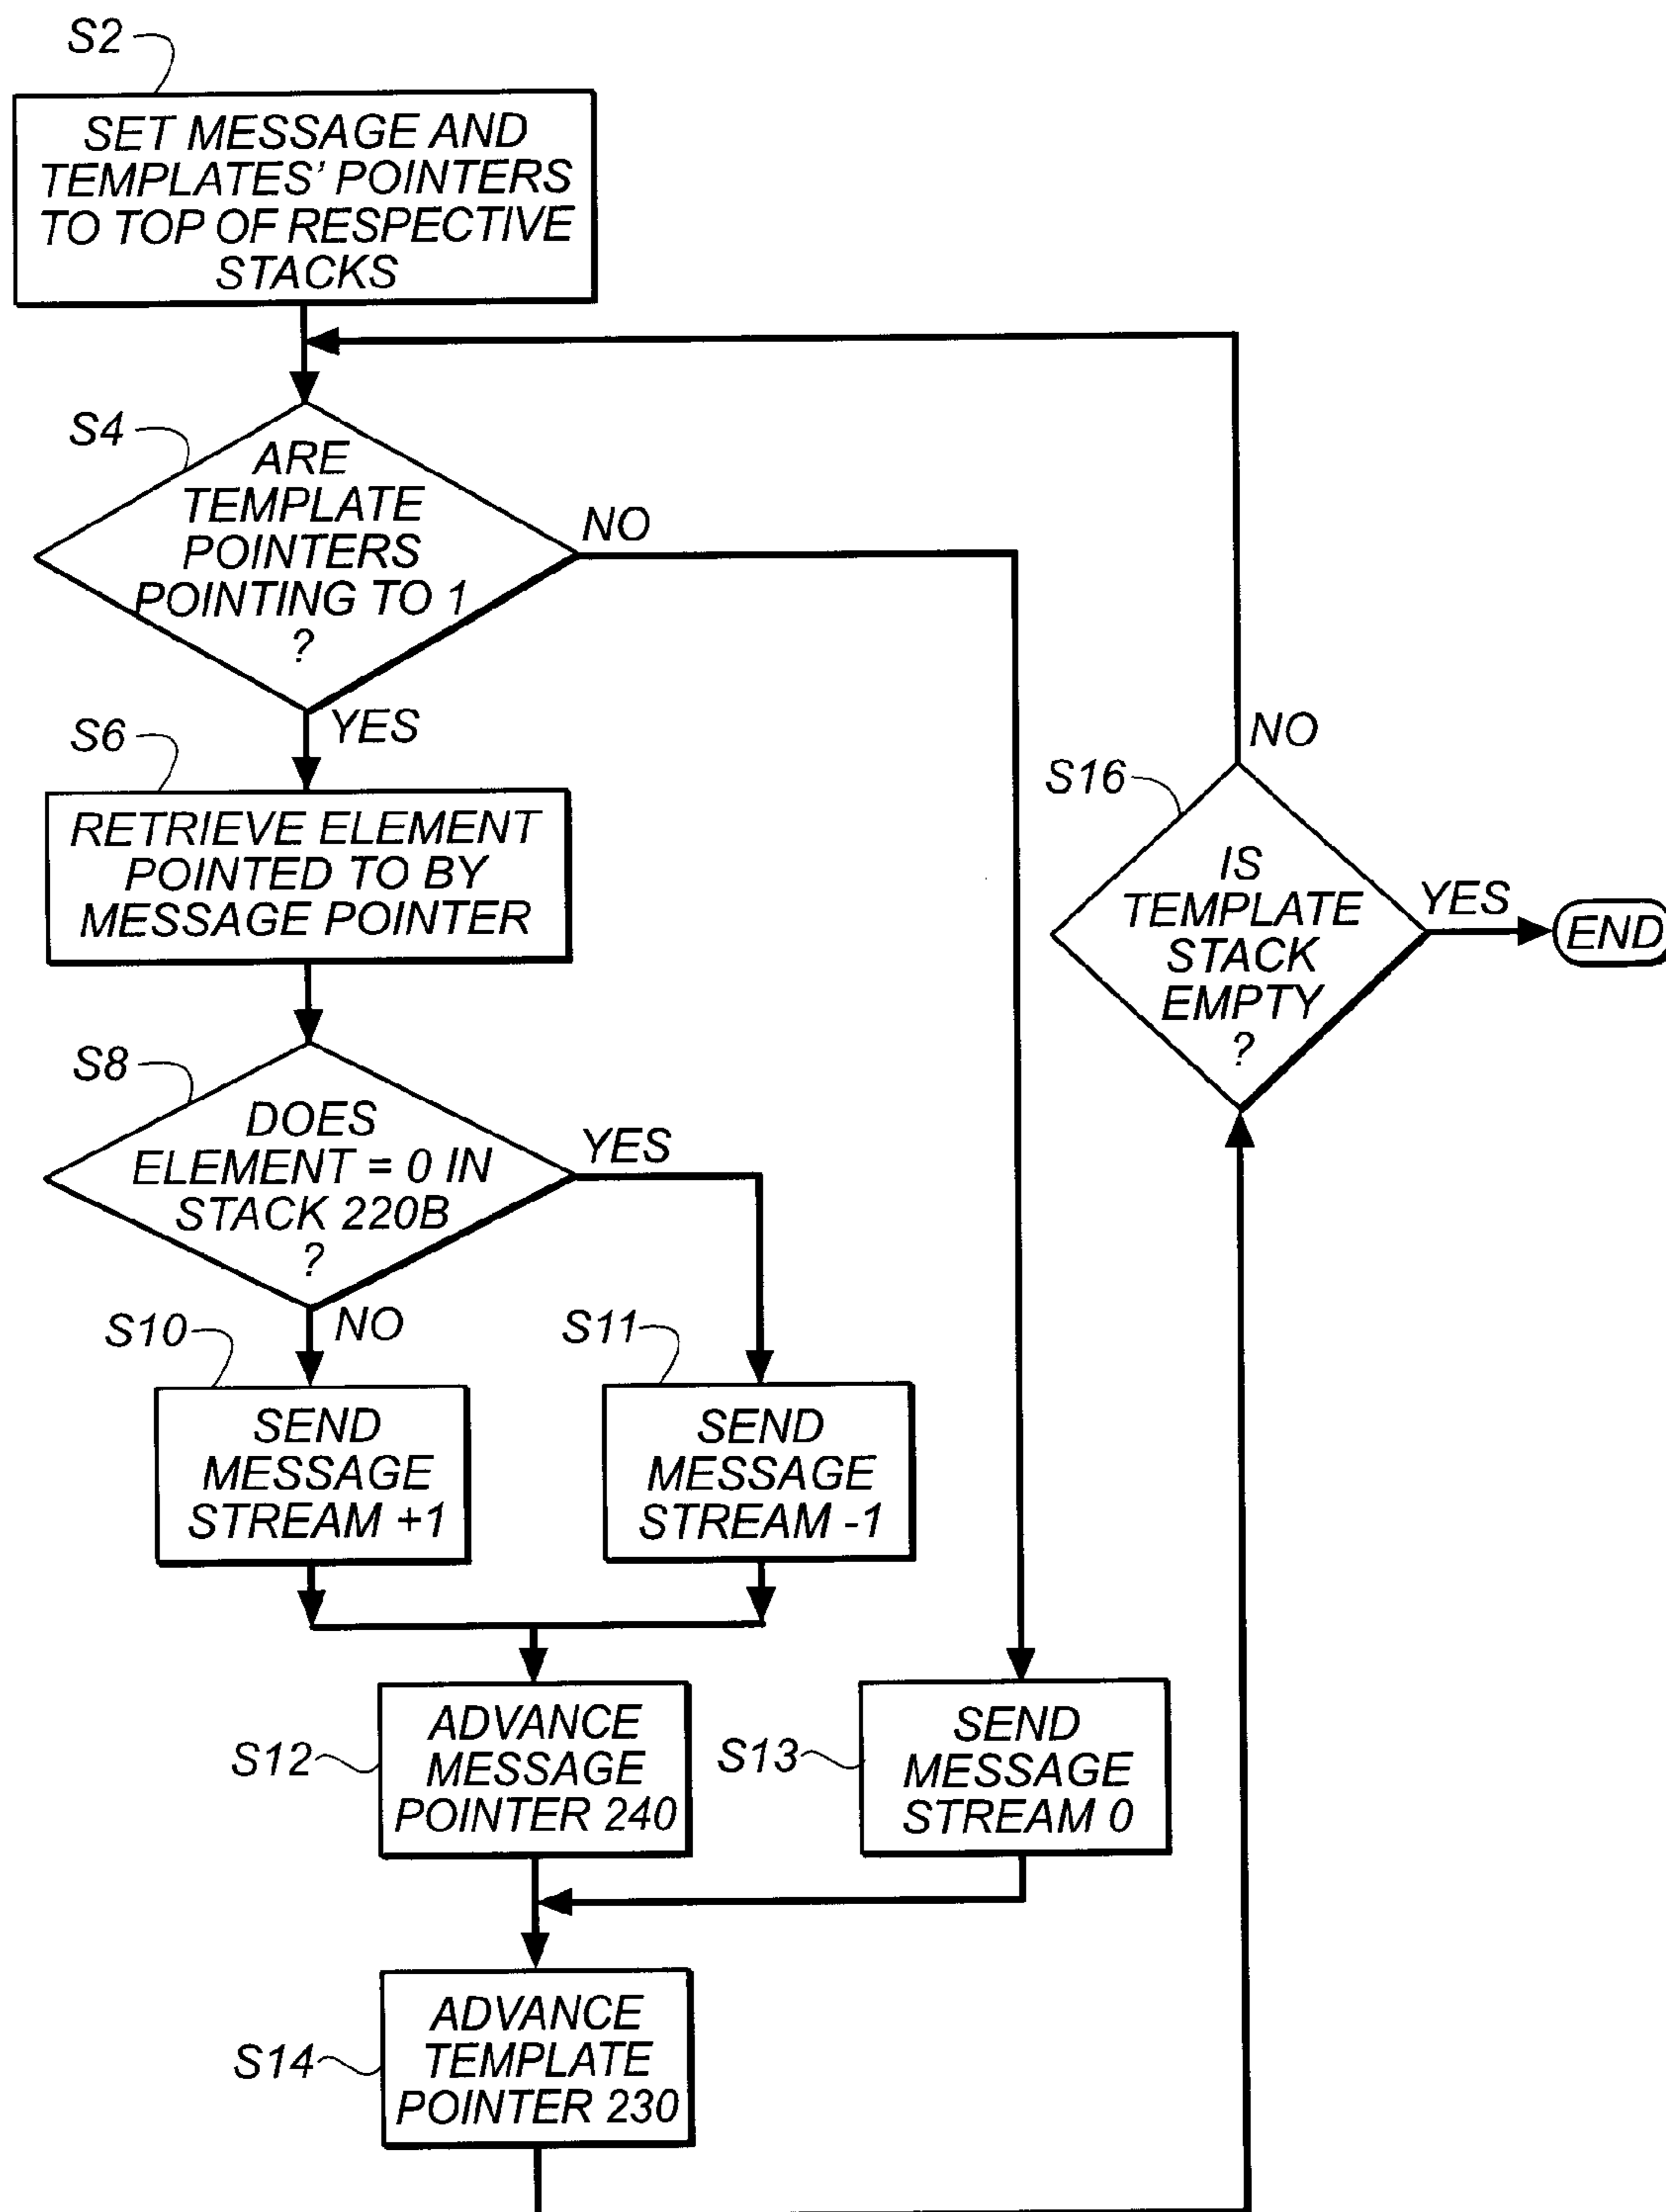 S2
SET MESSAGE AND
TEMPLATES' POINTERS
TO TOP OF RESPECTIVE
STACKS
S4
ARE
TEMPLATE
POINTERS
POINTING TO 1
?
NO
YES
S6
RETRIEVE ELEMENT
POINTED TO BY
MESSAGE POINTER
S16
NO
IS
TEMPLATE
STACK
EMPTY
?
YES
END
S8
DOES
ELEMENT = 0 IN
STACK 220B
?
YES
NO
S10
SEND
MESSAGE
STREAM +1
S11
SEND
MESSAGE
STREAM -1
S12
ADVANCE
MESSAGE
POINTER 240
S13
SEND
MESSAGE
STREAM 0
S14
ADVANCE
TEMPLATE
POINTER 230